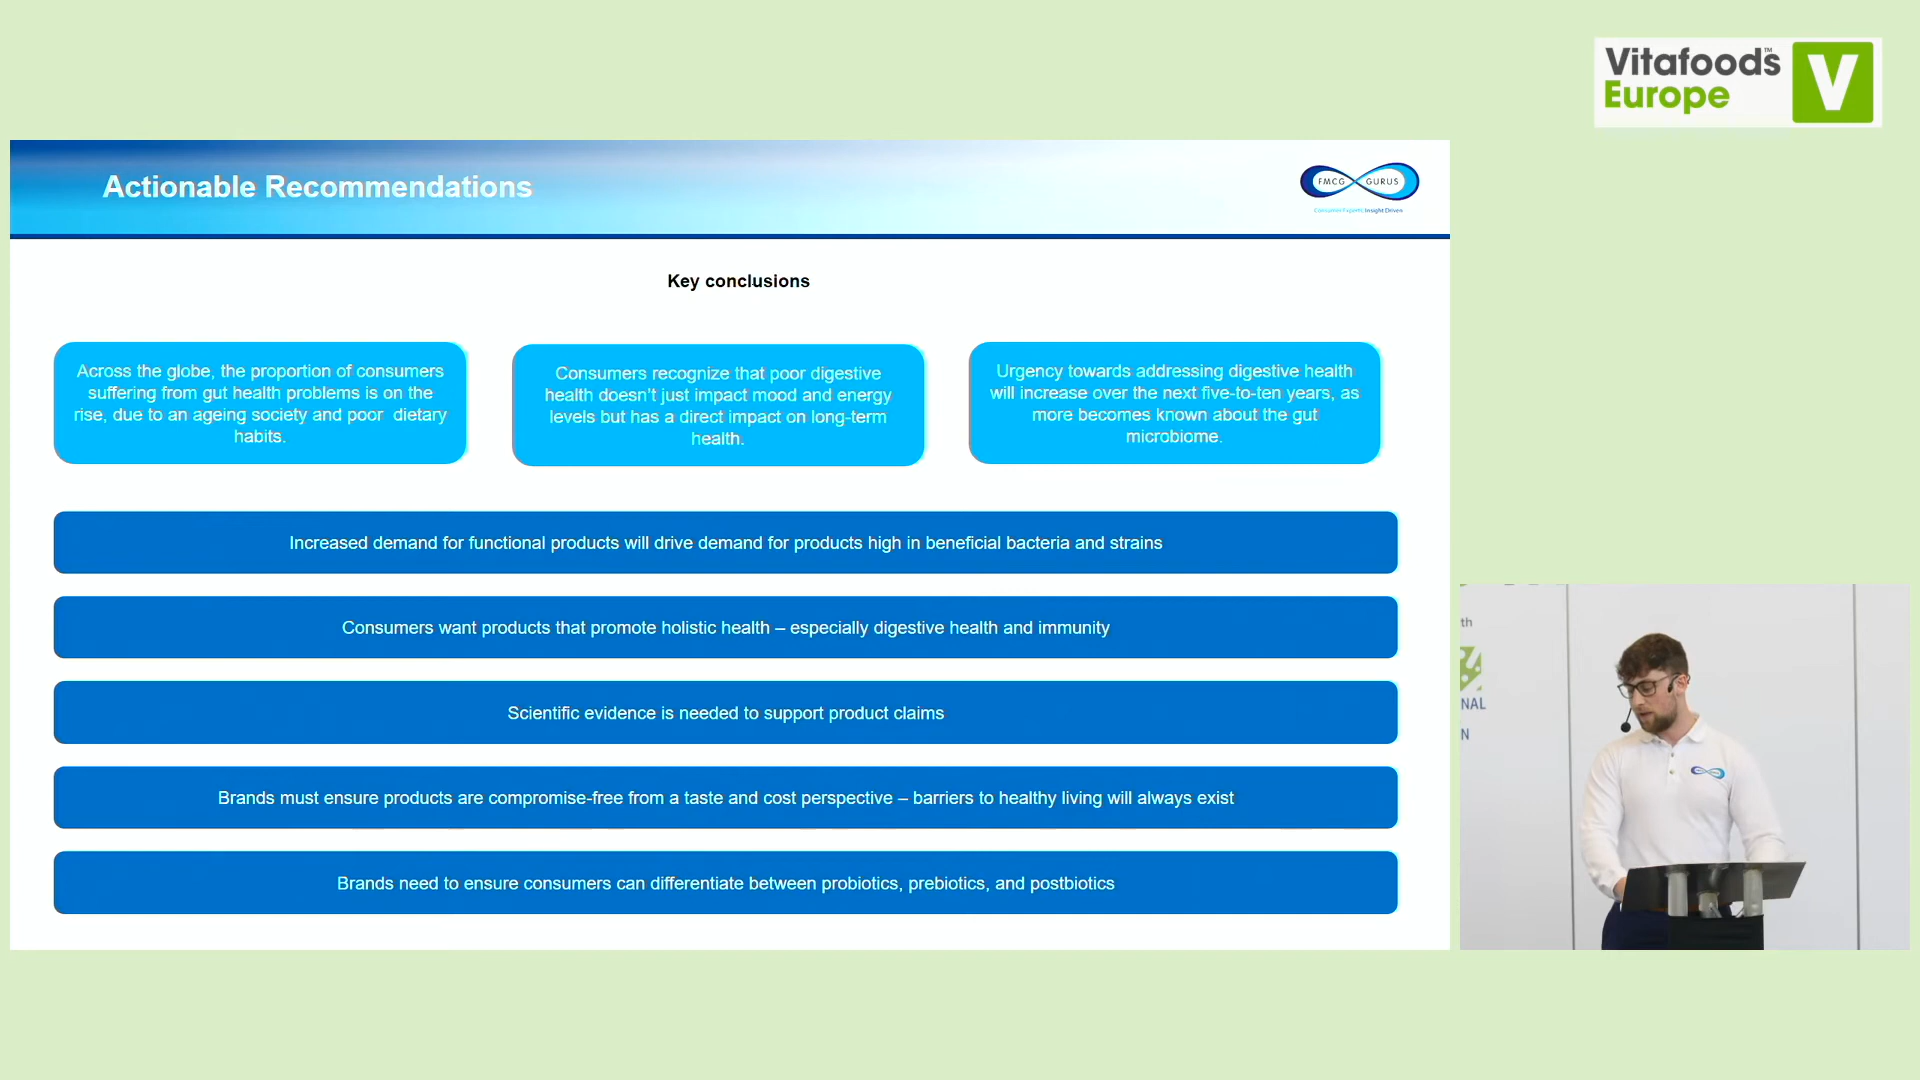 Vitafoods™
Europe
V
Actionable Recommendations
FMCG GURUS
Consumer Experts Insight Driven
Key conclusions
Across the globe, the proportion of consumers
suffering from gut health problems is on the
rise, due to an ageing society and poor dietary
habits.
Consumers recognize that poor digestive
health doesn't just impact mood and energy
levels but has a direct impact on long-term
health.
Urgency towards addressing digestive health
will increase over the next five-to-ten years, as
more becomes known about the gut
microbiome.
Increased demand for functional products will drive demand for products high in beneficial bacteria and strains
Consumers want products that promote holistic health – especially digestive health and immunity
Scientific evidence is needed to support product claims
Brands must ensure products are compromise-free from a taste and cost perspective – barriers to healthy living will always exist
Brands need to ensure consumers can differentiate between probiotics, prebiotics, and postbiotics
th
NAL
N